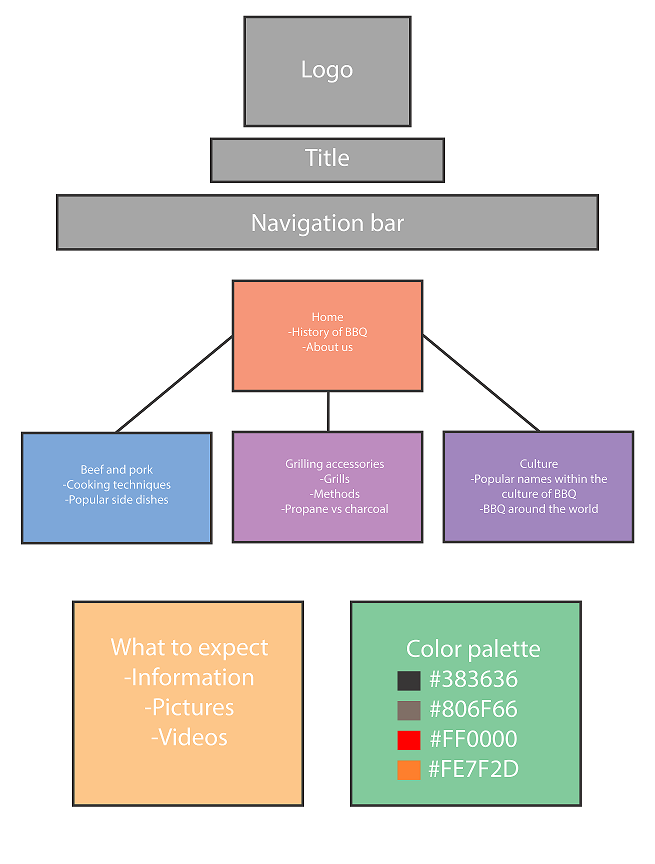 Logo
Title
Navigation bar
Home
-History of BBQ
-About us
Beef and pork
-Cooking techniques
-Popular side dishes
Grilling accessories
-Grills
-Methods
-Propane vs charcoal
Culture
-Popular names within the
culture of BBQ
-BBQ around the world
What to expect
-Information
-Pictures
-Videos
Color palette
#383636
#806F66
#FF0000
#FE7F2D